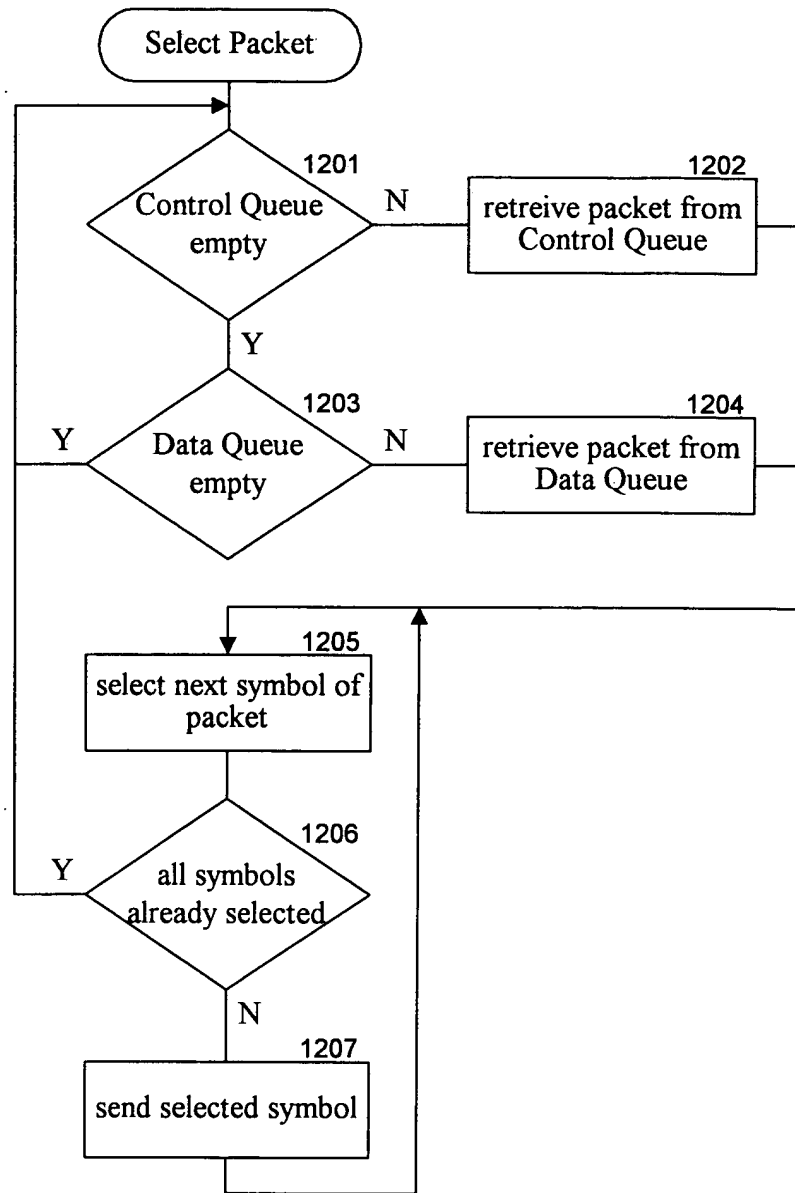 Select Packet
1201
Control Queue
empty
N
1202
retreive packet from
Control Queue
Y
1203
Data Queue
empty
Y
N
1204
retrieve packet from
Data Queue
1205
select next symbol of
packet
1206
all symbols
already selected
Y
N
1207
send selected symbol